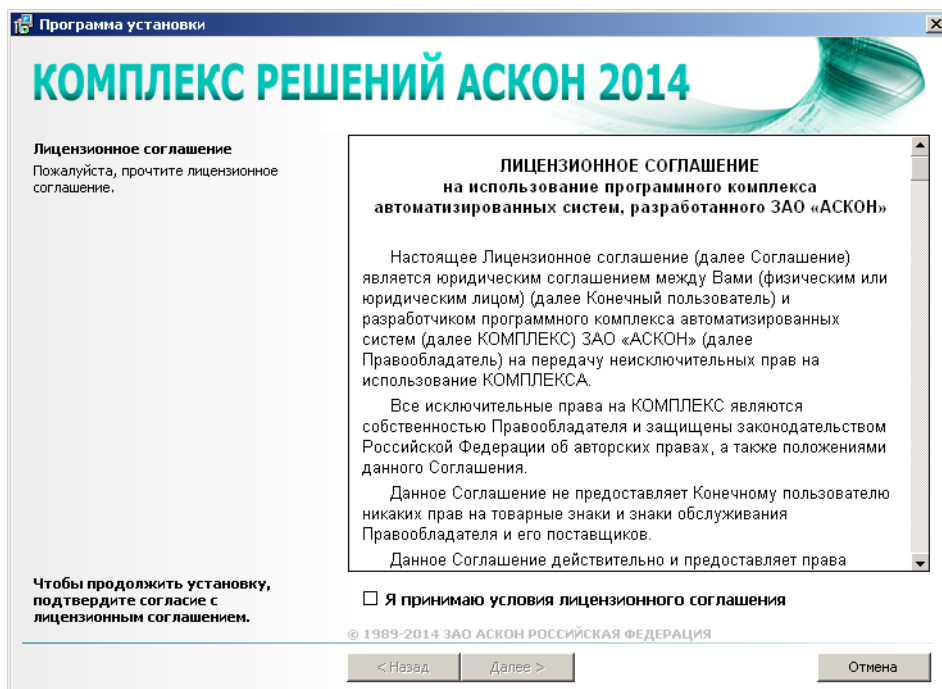 Программа установки
КОМПЛЕКС РЕШЕНИЙ АСКОН 2014
Лицензионное соглашение
Пожалуйста, прочтите лицензионное
соглашение.
ЛИЦЕНЗИОННОЕ СОГЛАШЕНИЕ
на использование программного комплекса
автоматизированных систем, разработанного ЗАО «АСКОН»
Настоящее Лицензионное соглашение (далее Соглашение)
является юридическим соглашением между Вами (физическим или
юридическим лицом) (далее Конечный пользователь) и
разработчиком программного комплекса автоматизированных
систем (далее КОМПЛЕКС) ЗАО «АСКОН» (далее
Правообладатель) на передачу неисключительных прав на
использование КОМПЛЕКСА.
Все исключительные права на КОМПЛЕКС являются
собственностью Правообладателя и защищены законодательством
Российской Федерации об авторских правах, а также положениями
данного Соглашения.
Данное Соглашение не предоставляет Конечному пользователю
никаких прав на товарные знаки и знаки обслуживания
Правообладателя и его поставщиков.
Данное Соглашение действительно и предоставляет права
Чтобы продолжить установку,
подтвердите согласие с
лицензионным соглашением.
Я принимаю условия лицензионного соглашения
© 1989-2014 ЗАО АСКОН РОССИЙСКАЯ ФЕДЕРАЦИЯ
< Назад
Далее >
Отмена